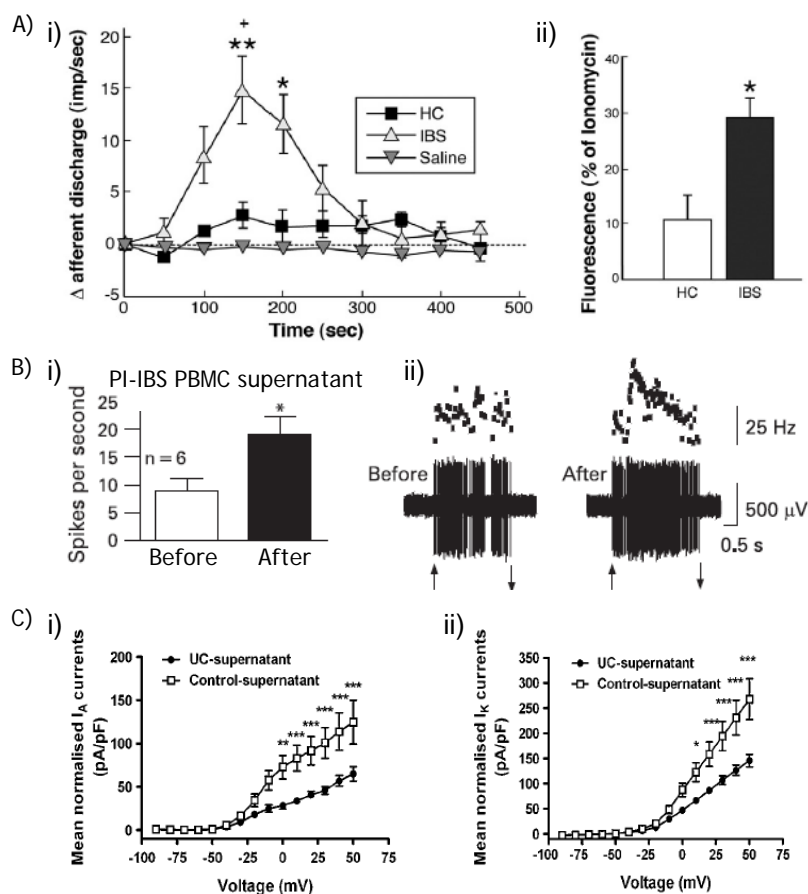 A) i)
Δ afferent discharge (imp/sec)
20
15
10
5
0
-5
+
**
*
HC
IBS
Saline
0 100 200 300 400 500
Time (sec)
ii)
Fluorescence (% of Ionomycin)
40
30
20
10
0
*
HC IBS
B) i)
PI-IBS PBMC supernatant
Spikes per second
25
20
15
10
5
0
n = 6
*
Before After
ii)
Before
After
25 Hz
500 μV
0.5 s
C) i)
Mean normalised I_A currents
(pA/pF)
200
150
100
50
0
UC-supernatant
Control-supernatant
** *** *** *** *** ***
-100 -75 -50 -25 0 25 50 75
Voltage (mV)
ii)
Mean normalised I_K currents
(pA/pF)
350
300
250
200
150
100
50
0
UC-supernatant
Control-supernatant
* *** *** *** ***
-100 -75 -50 -25 0 25 50 75
Voltage (mV)